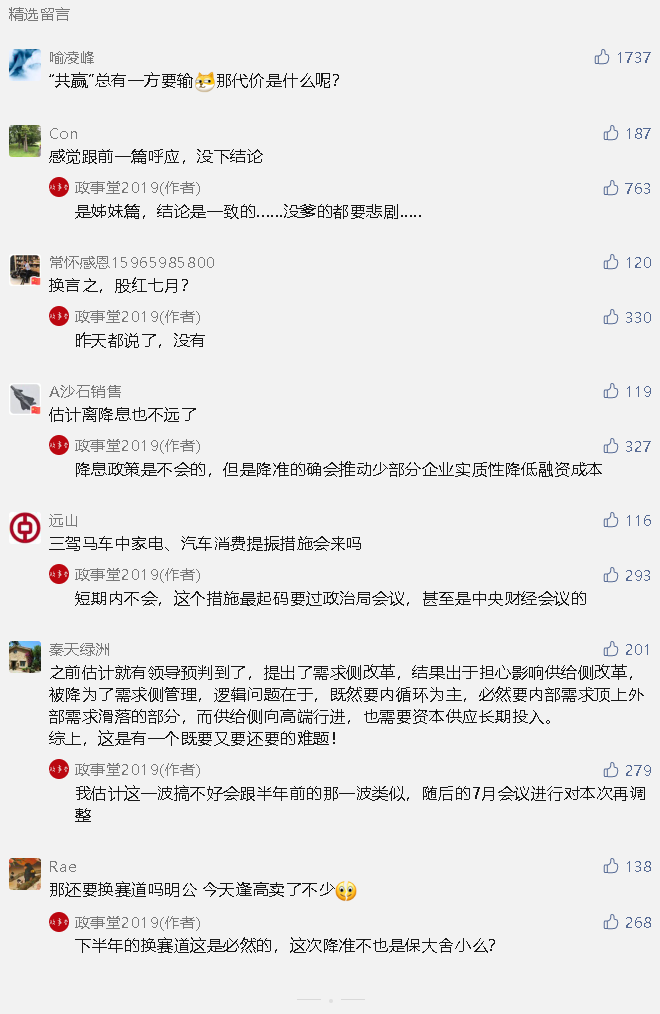 精选留言
喻凌峰 1737
“共赢”总有一方要输那代价是什么呢？
Con 187
感觉跟前一篇呼应，没下结论
政事堂2019(作者) 763
是姊妹篇，结论是一致的……没爹的都要悲剧.....
常怀感恩15965985800 120
换言之，股红七月？
政事堂2019(作者) 330
昨天都说了，没有
A沙石销售 119
估计离降息也不远了
政事堂2019(作者) 327
降息政策是不会的，但是降准的确会推动少部分企业实质性降低融资成本
远山 116
三驾马车中家电、汽车消费提振措施会来吗
政事堂2019(作者) 293
短期内不会，这个措施最起码要过政治局会议，甚至是中央财经会议的
秦天绿洲 201
之前估计就有领导预判到了，提出了需求侧改革，结果出于担心影响供给侧改革，
被降为了需求侧管理，逻辑问题在于，既然要内循环为主，必然要内部需求顶上外
部需求滑落的部分，而供给侧向高端行进，也需要资本供应长期投入。
综上，这是有一个既要又要还要的难题！
政事堂2019(作者) 279
我估计这一波搞不好会跟半年前的那一波类似，随后的7月会议进行对本次再调
整
Rae 138
那还要换赛道吗明公 今天逢高卖了不少
政事堂2019(作者) 268
下半年的换赛道这是必然的，这次降准不也是保大舍小么？